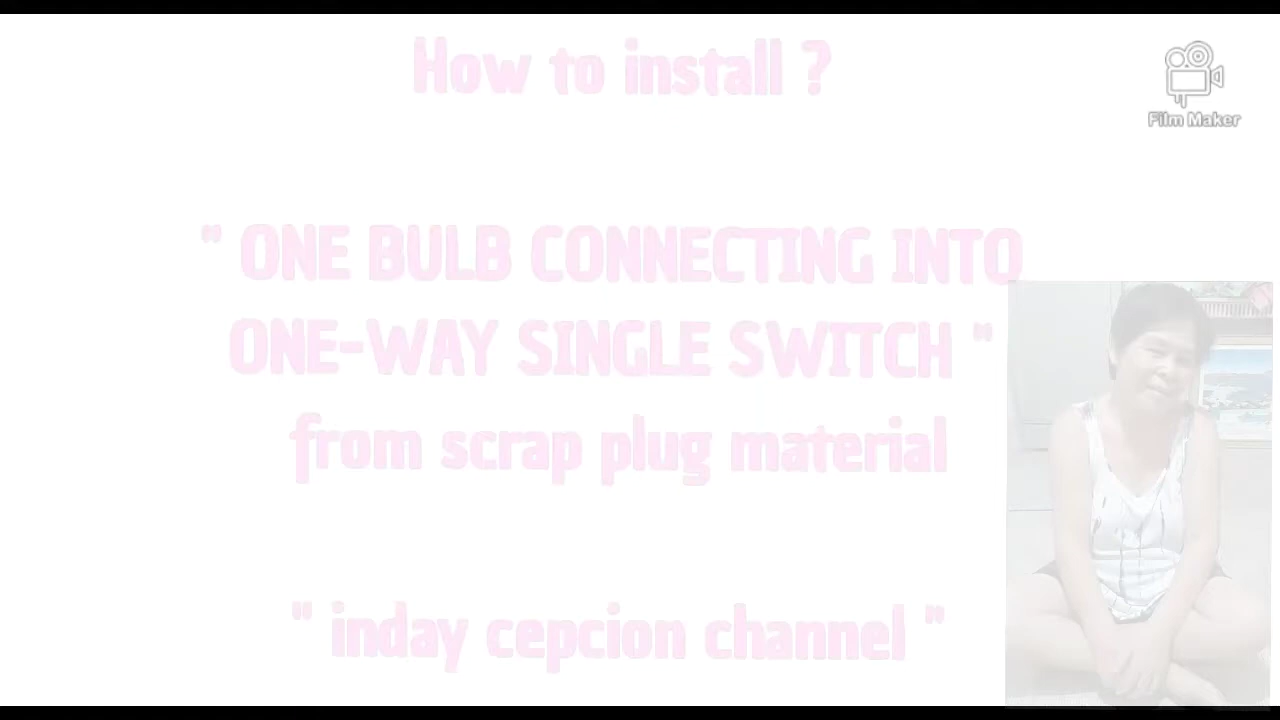 How to install ?
Film Maker
" ONE BULB CONNECTING INTO
ONE-WAY SINGLE SWITCH "
from scrap plug material
" inday cepcion channel "